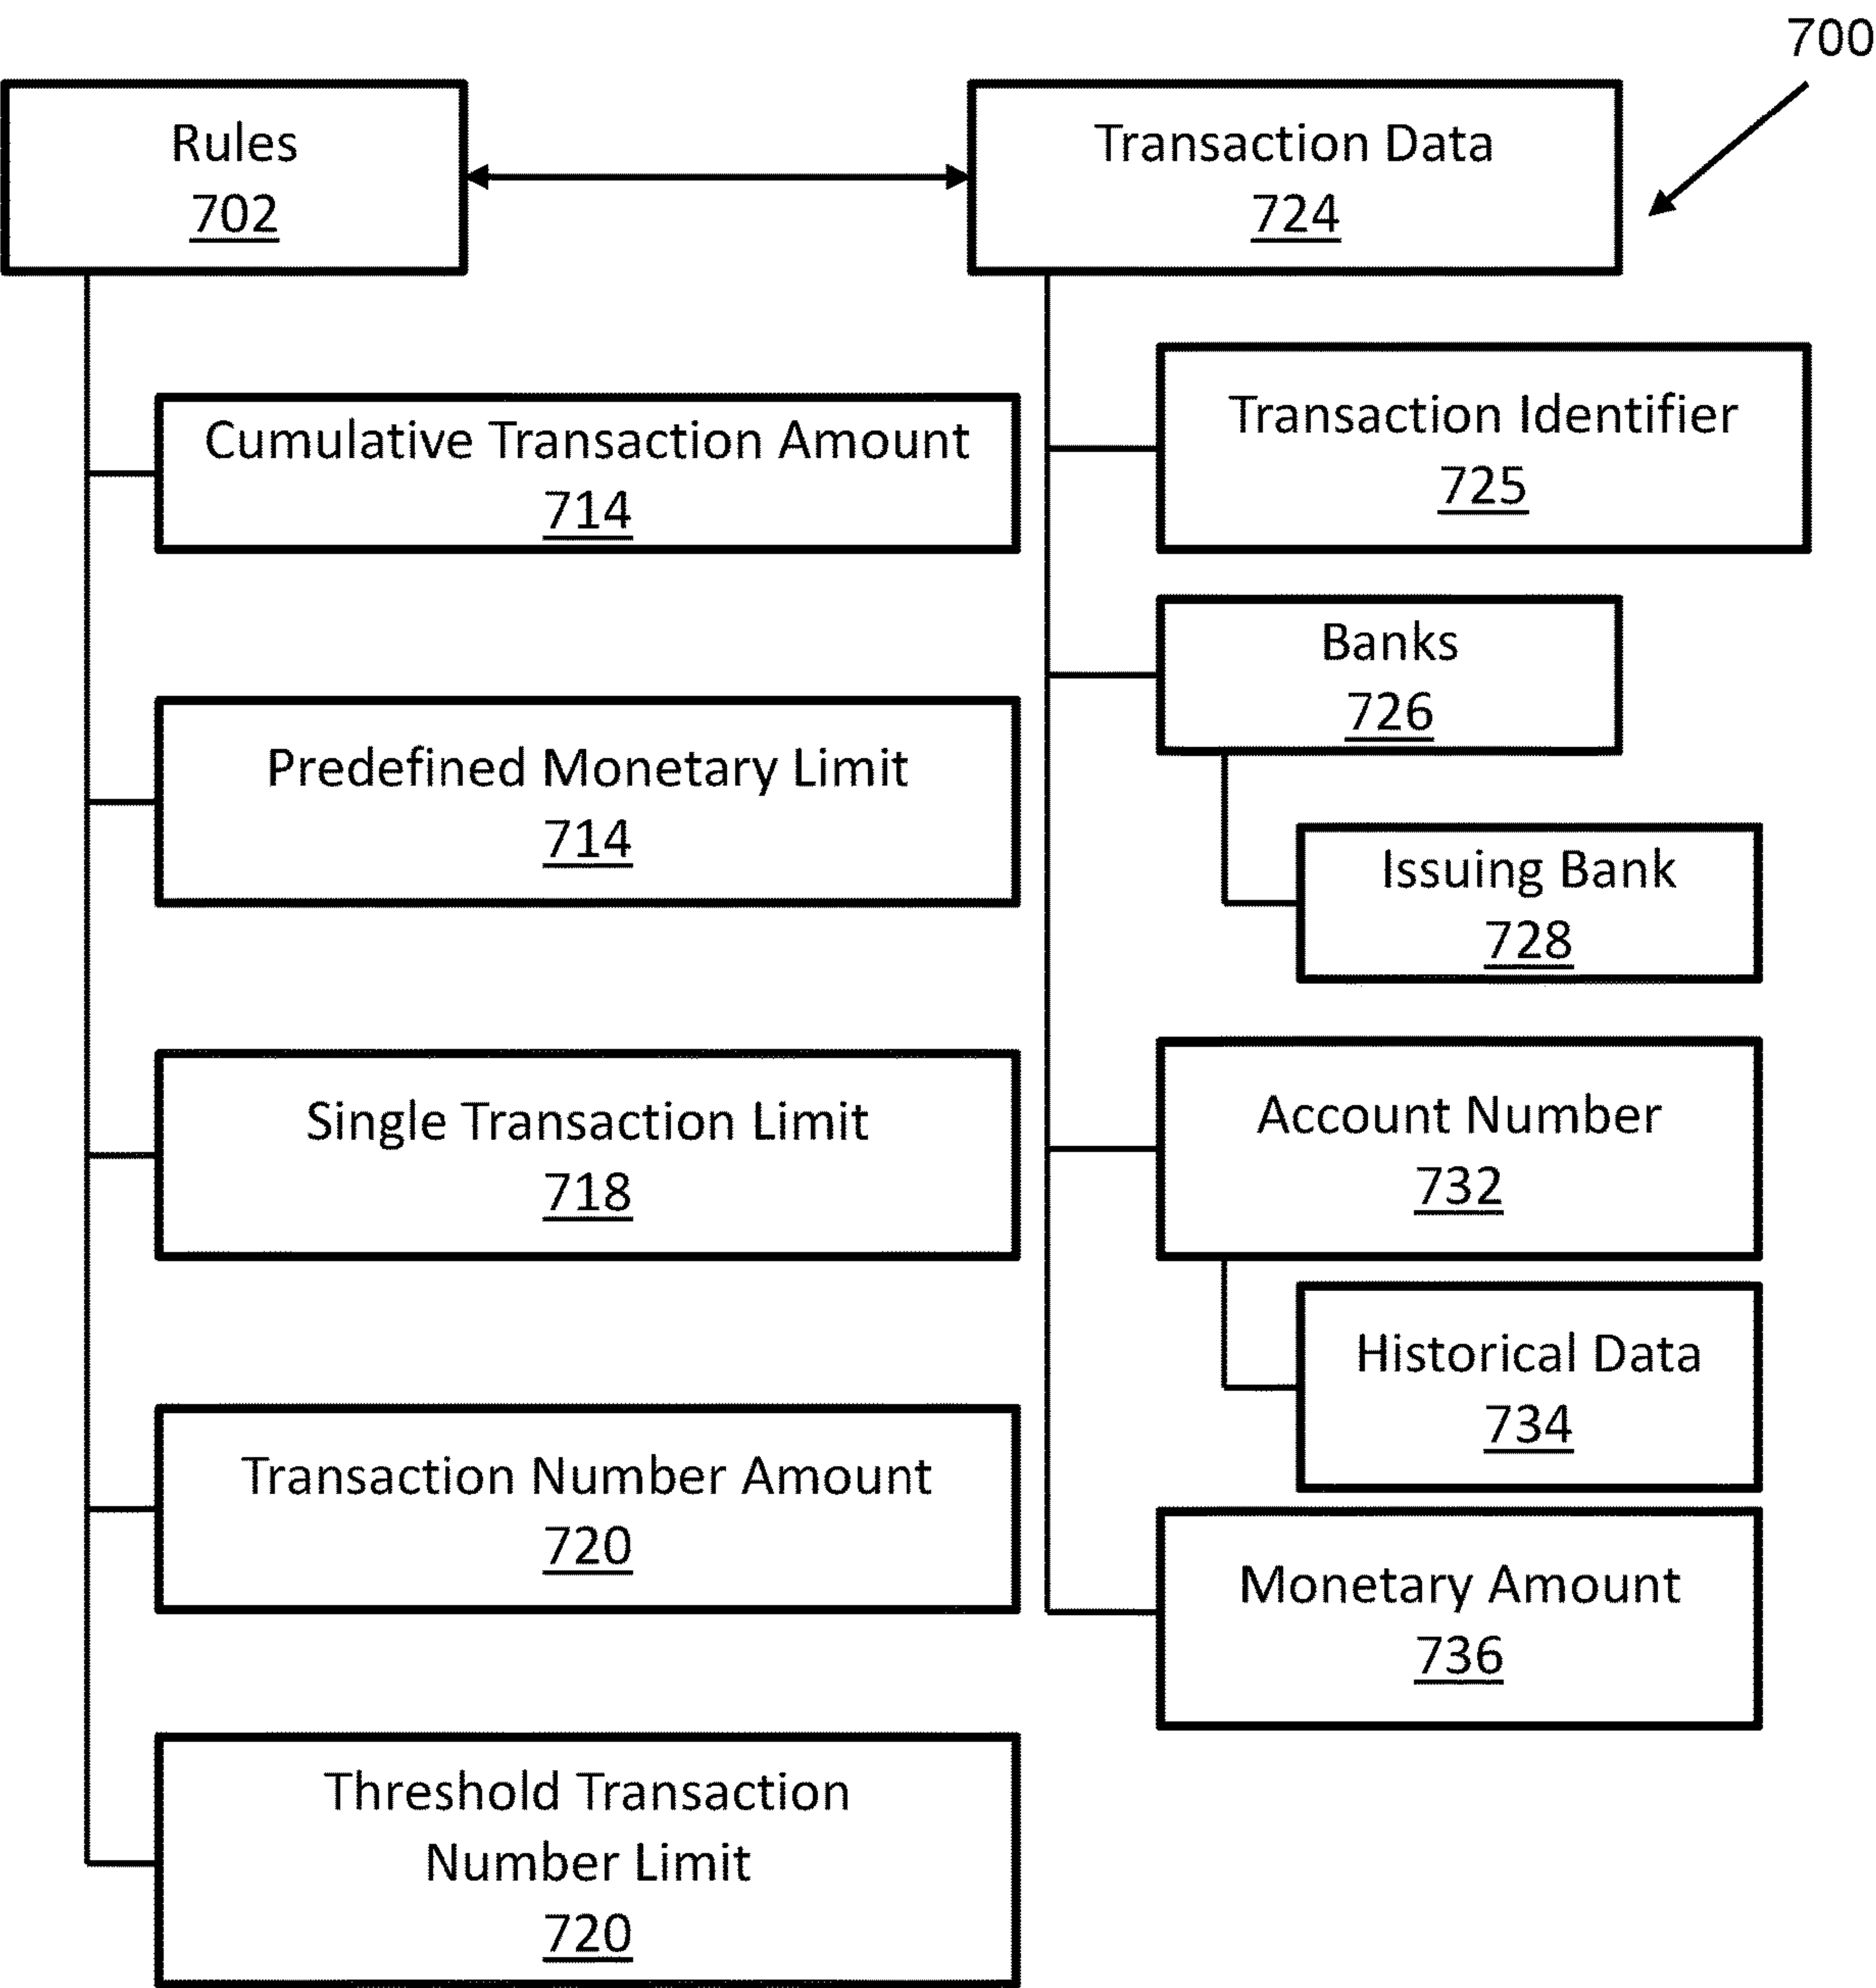 700
Rules
702
Transaction Data
724
Cumulative Transaction Amount
714
Predefined Monetary Limit
714
Single Transaction Limit
718
Transaction Number Amount
720
Threshold Transaction
Number Limit
720
Transaction Identifier
725
Banks
726
Issuing Bank
728
Account Number
732
Historical Data
734
Monetary Amount
736